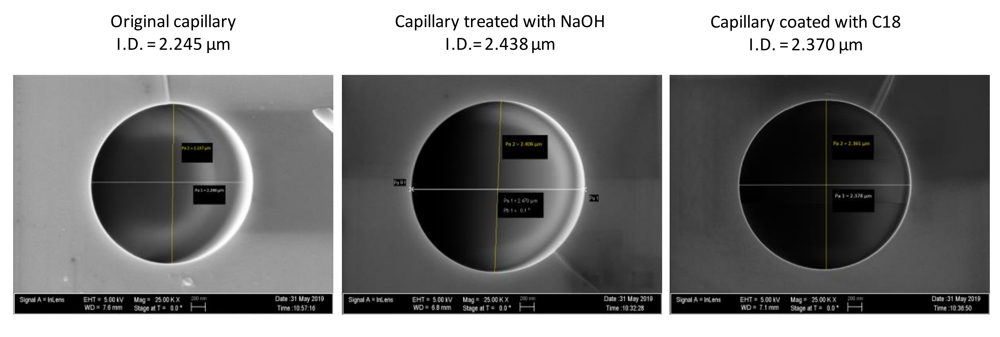 Original capillary
I.D. = 2.245 µm
Capillary treated with NaOH
I.D.= 2.438 µm
Capillary coated with C18
I.D. = 2.370 µm
Pa 2 = 2.237 µm
Pa 1 = 2.248 µm
Signal A = InLens
EHT = 5.00 kV
WD = 7.6 mm
Mag = 25.00 K X
Stage at T = 0.0 °
200 nm
Date :31 May 2019
Time :10:57:16
Pa 2 = 2.406 µm
Pa R1
Pa 1
Pa 1 = 2.470 µm
Pb 1 = 0.1 °
Signal A = InLens
EHT = 5.00 kV
WD = 6.8 mm
Mag = 25.00 K X
Stage at T = 0.0 °
200 nm
Date :31 May 2019
Time :10:32:28
Pa 2 = 2.361 µm
Pa 1 = 2.378 µm
Signal A = InLens
EHT = 5.00 kV
WD = 7.1 mm
Mag = 25.00 K X
Stage at T = 0.0 °
200 nm
Date :31 May 2019
Time :10:36:50